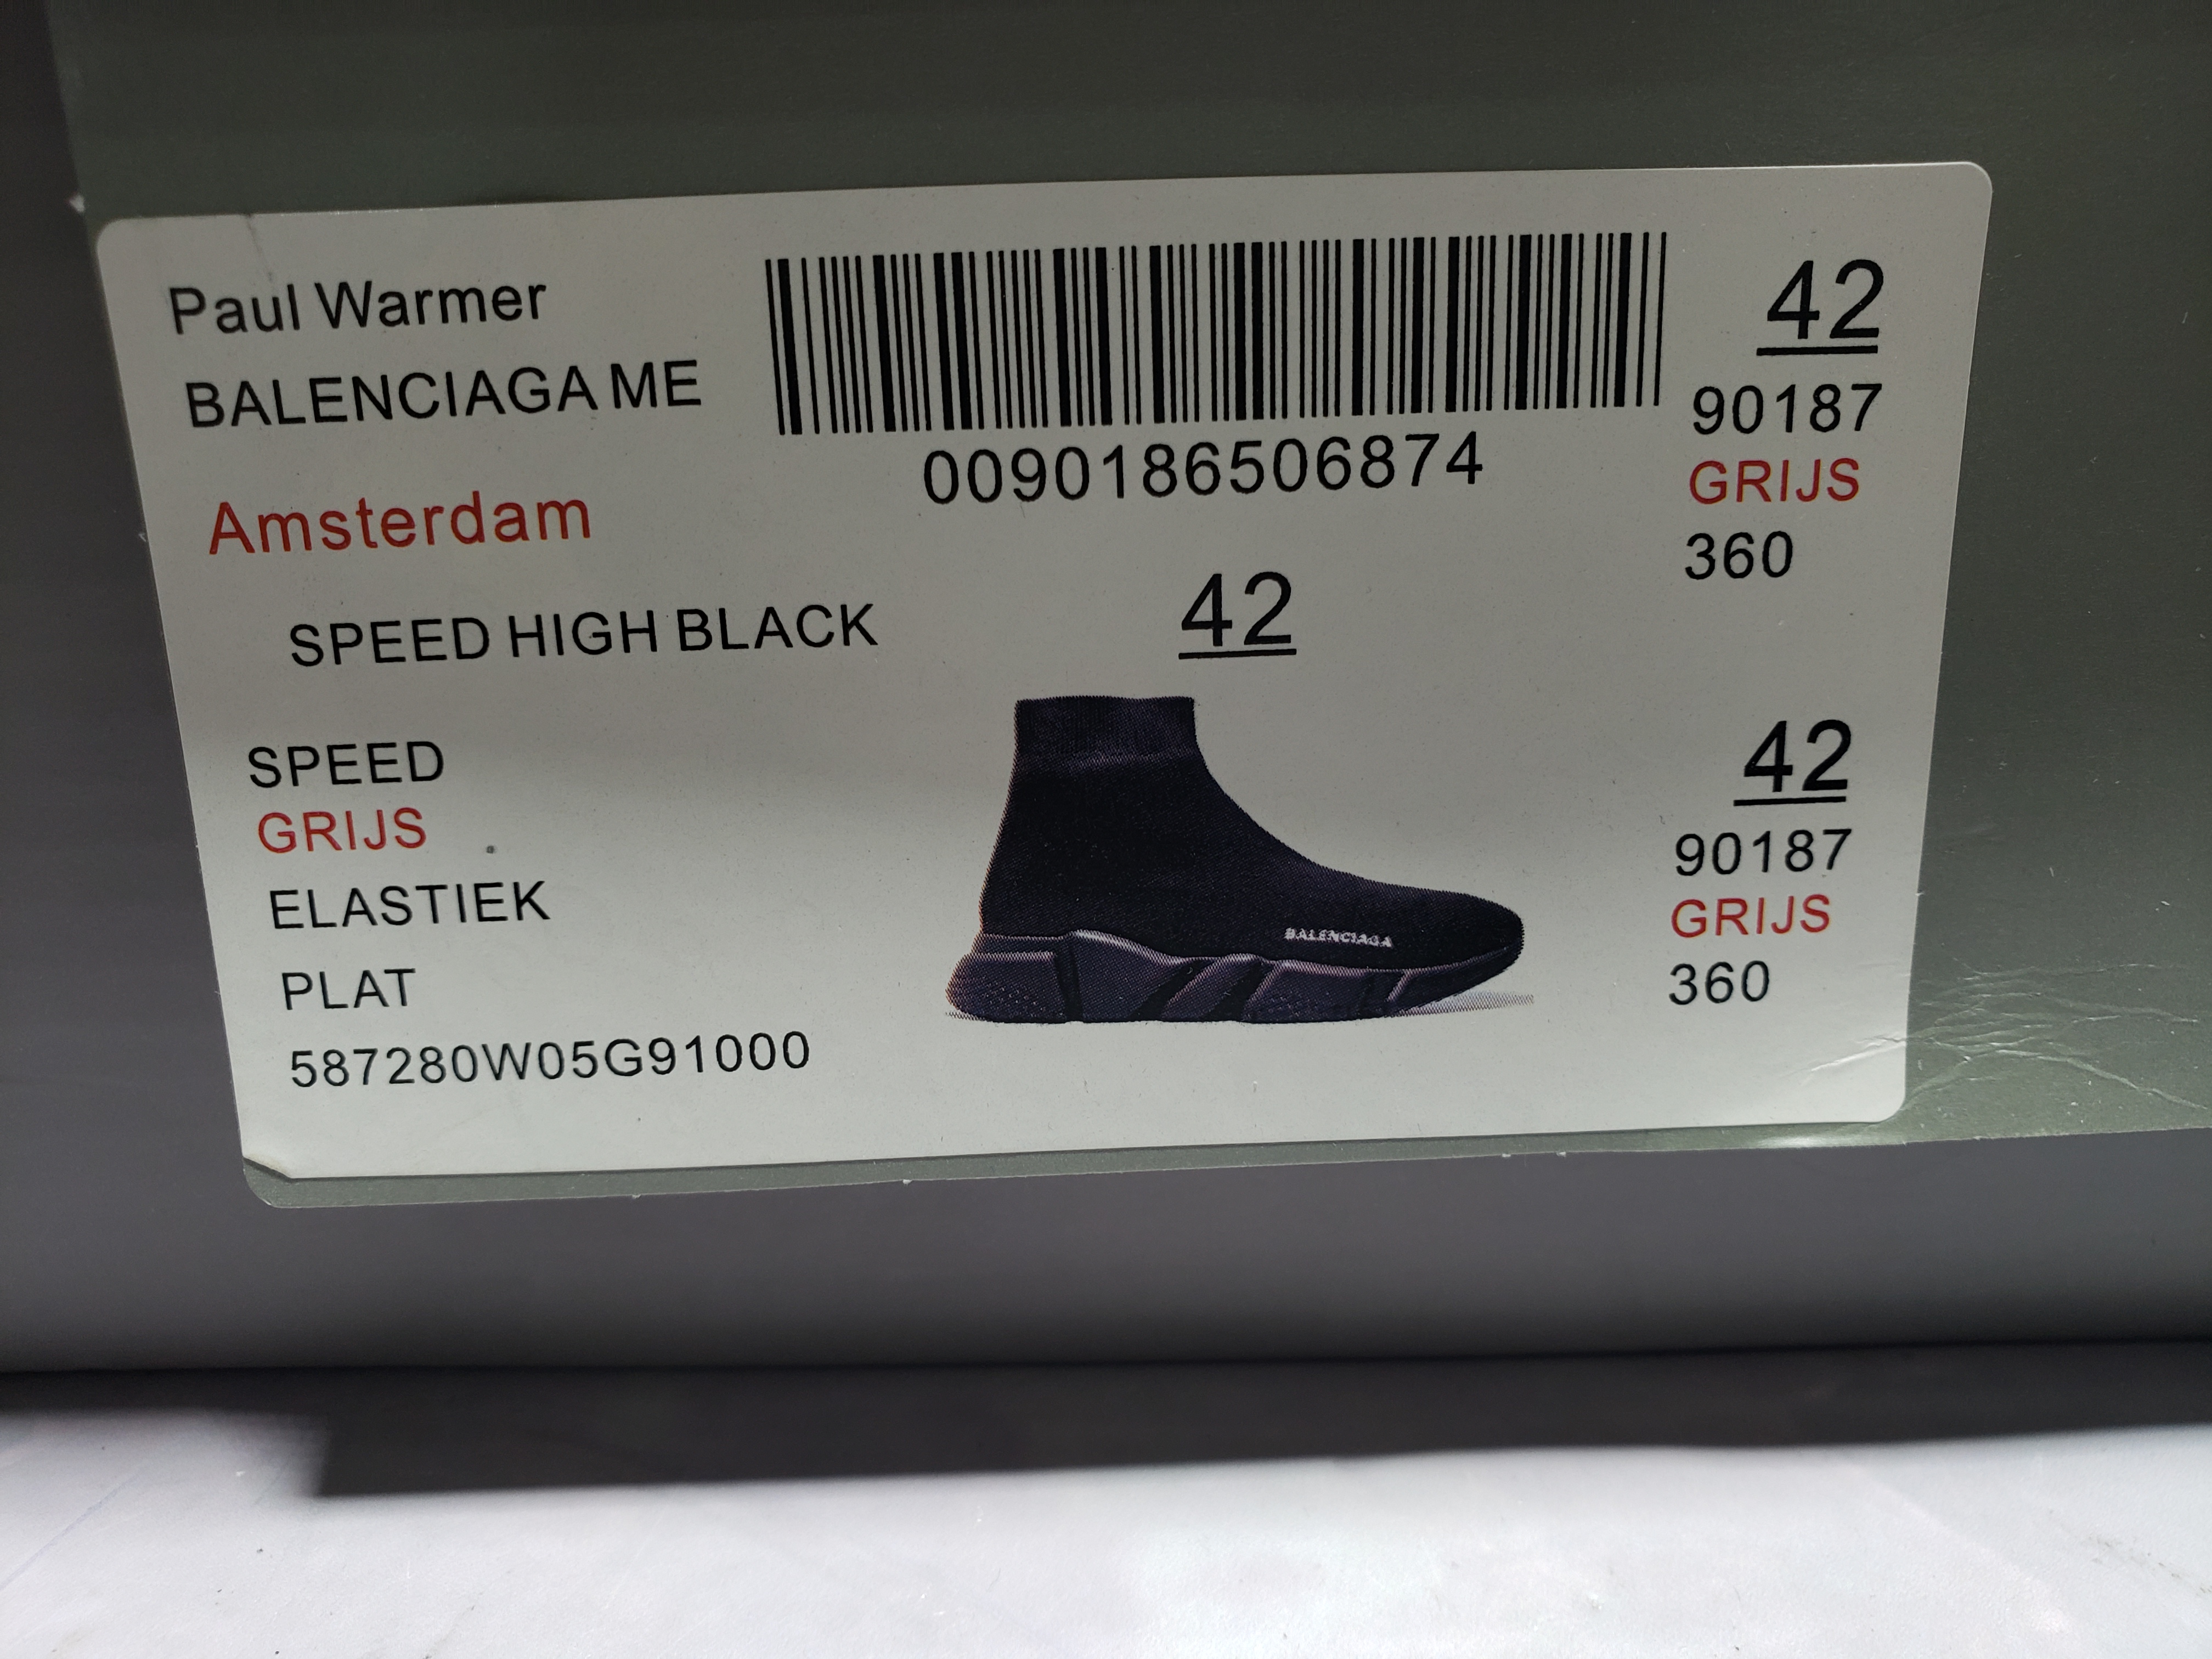 Paul Warmer
BALENCIAGA ME
Amsterdam
0090186506874
42
90187
GRIJS
360
SPEED HIGH BLACK
42
SPEED
GRIJS
ELASTIEK
PLAT
587280W05G91000
BALENCIAGA
42
90187
GRIJS
360